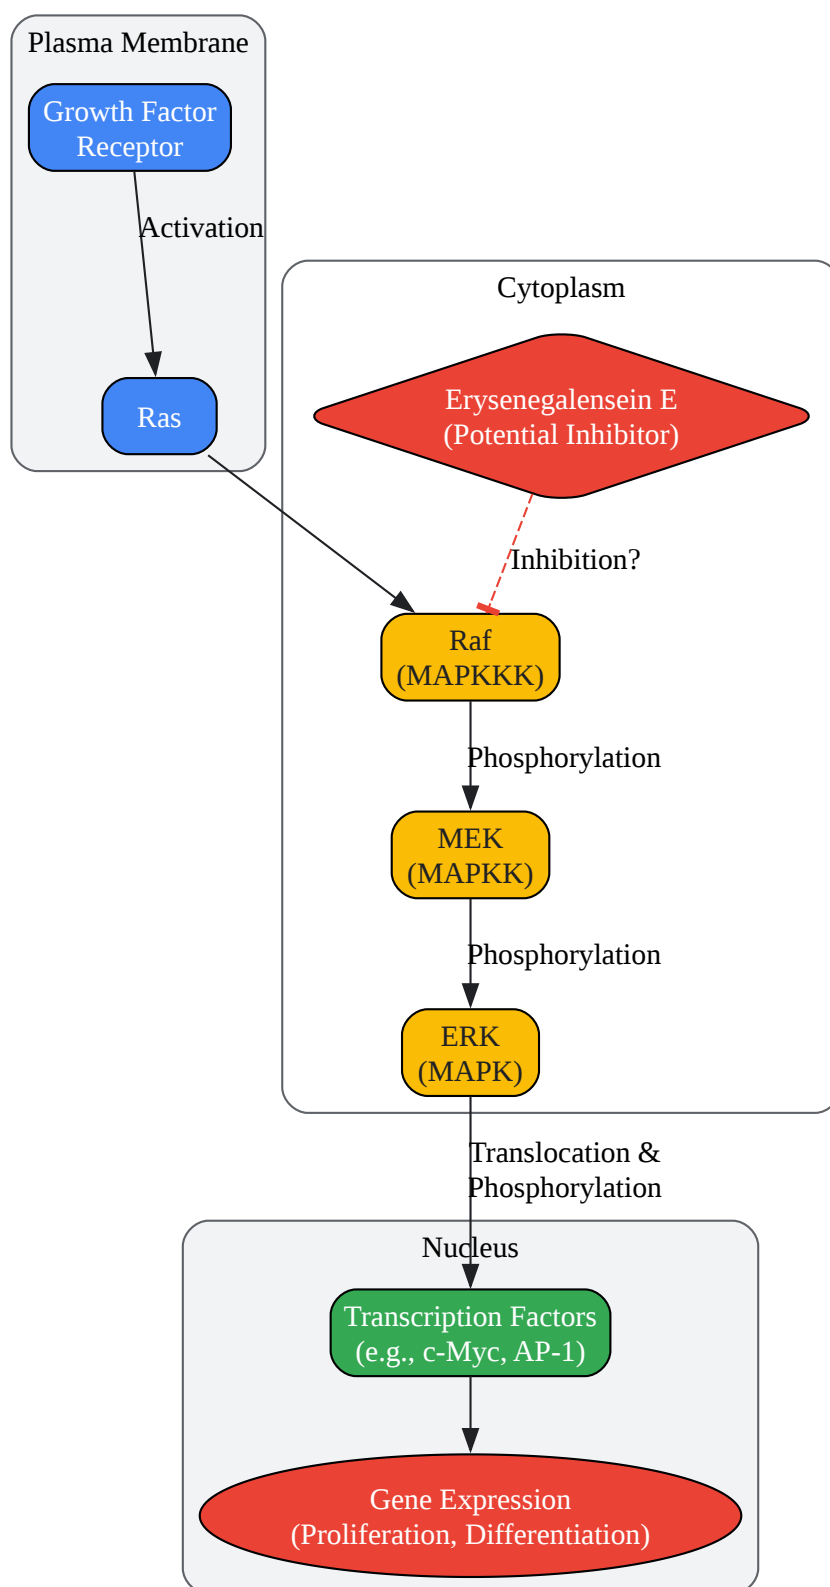 Plasma Membrane
Growth Factor
Receptor
Activation
Ras
Cytoplasm
Erysenegalensein E
(Potential Inhibitor)
Inhibition?
Raf
(MAPKKK)
Phosphorylation
MEK
(MAPKK)
Phosphorylation
ERK
(MAPK)
Translocation &
Phosphorylation
Nucleus
Transcription Factors
(e.g., c-Myc, AP-1)
Gene Expression
(Proliferation, Differentiation)